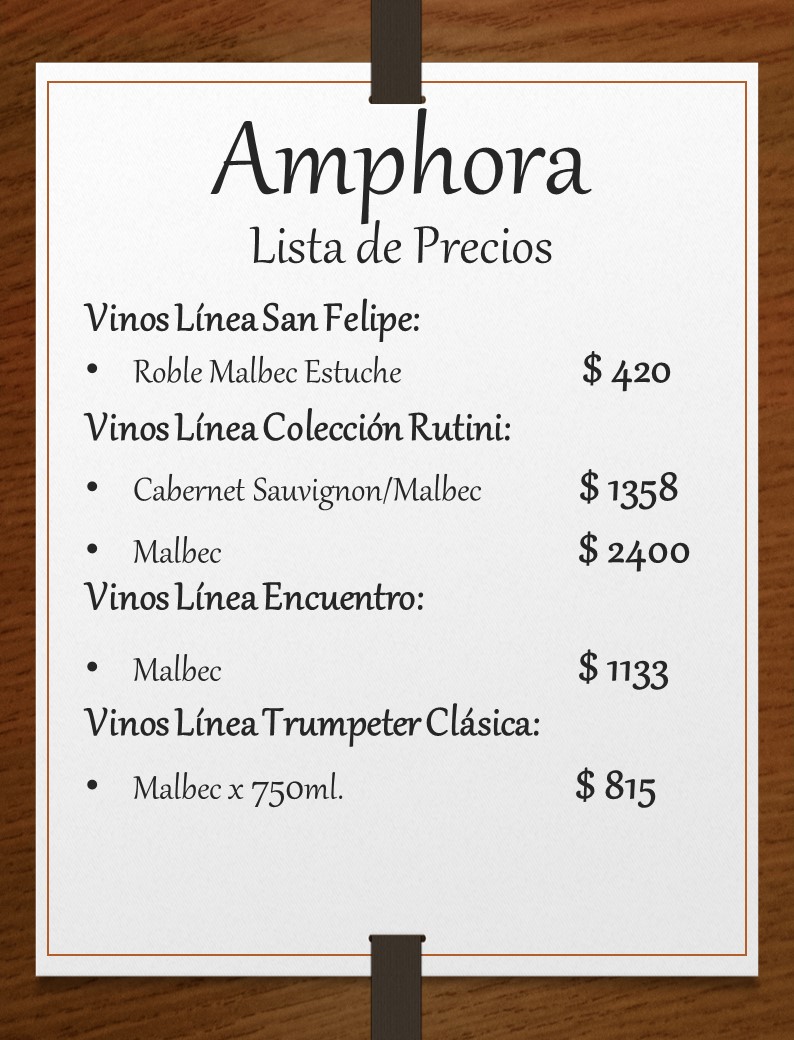 Amphora
Lista de Precios
Vinos Línea San Felipe:
• Roble Malbec Estuche $ 420
Vinos Línea Colección Rutini:
• Cabernet Sauvignon/Malbec $ 1358
• Malbec $ 2400
Vinos Línea Encuentro:
• Malbec $ 1133
Vinos Línea Trumpeter Clásica:
• Malbec x 750ml. $ 815